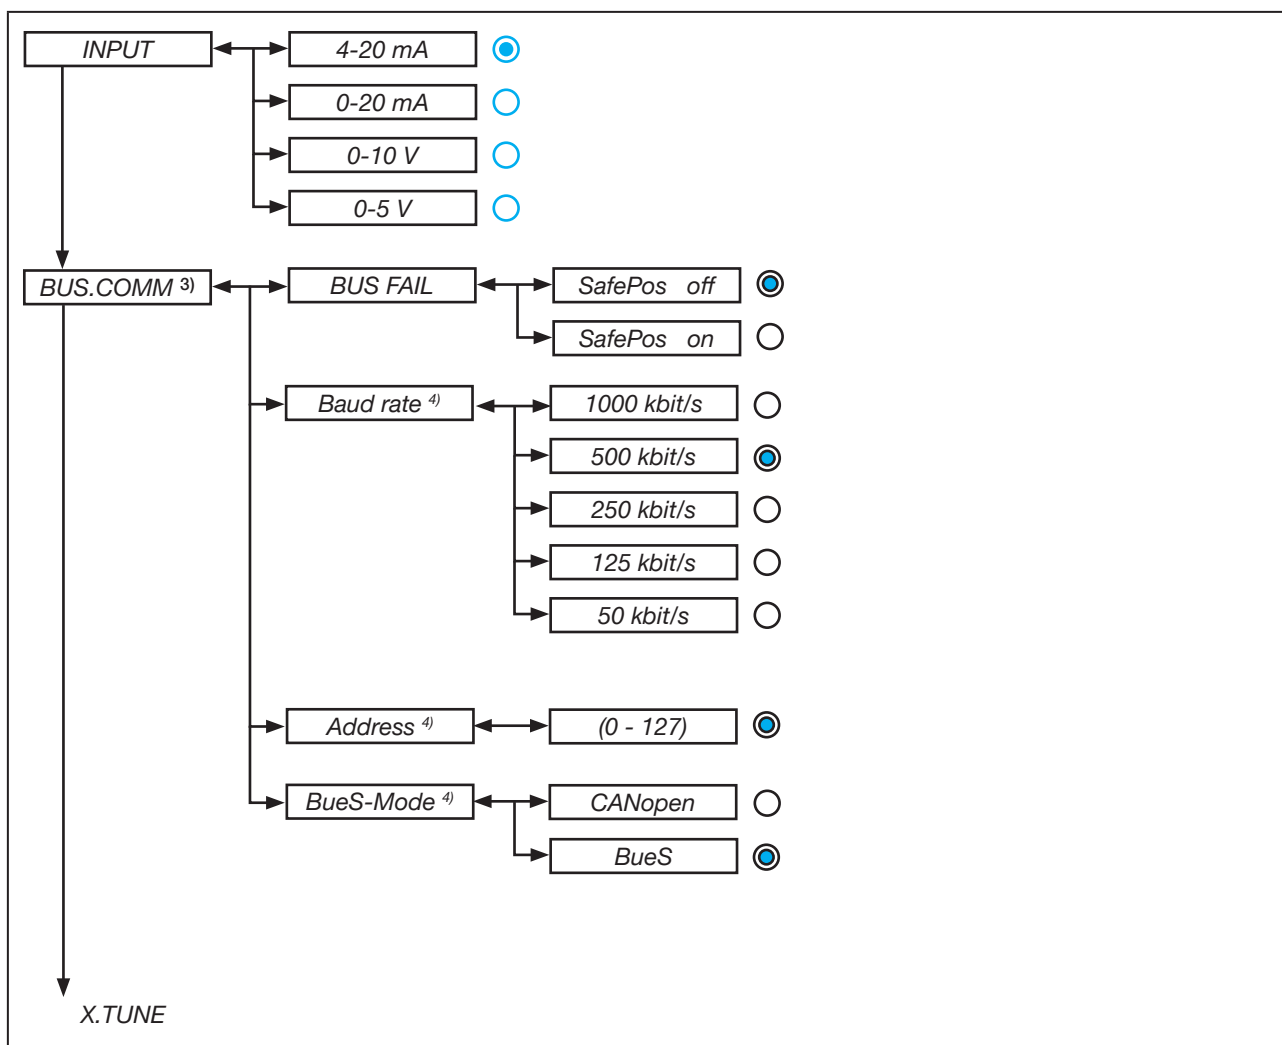 INPUT
4-20 mA
0-20 mA
0-10 V
0-5 V
BUS.COMM 3)
BUS FAIL
SafePos off
SafePos on
Baud rate 4)
1000 kbit/s
500 kbit/s
250 kbit/s
125 kbit/s
50 kbit/s
Address 4)
(0 - 127)
BueS-Mode 4)
CANopen
BueS
X.TUNE